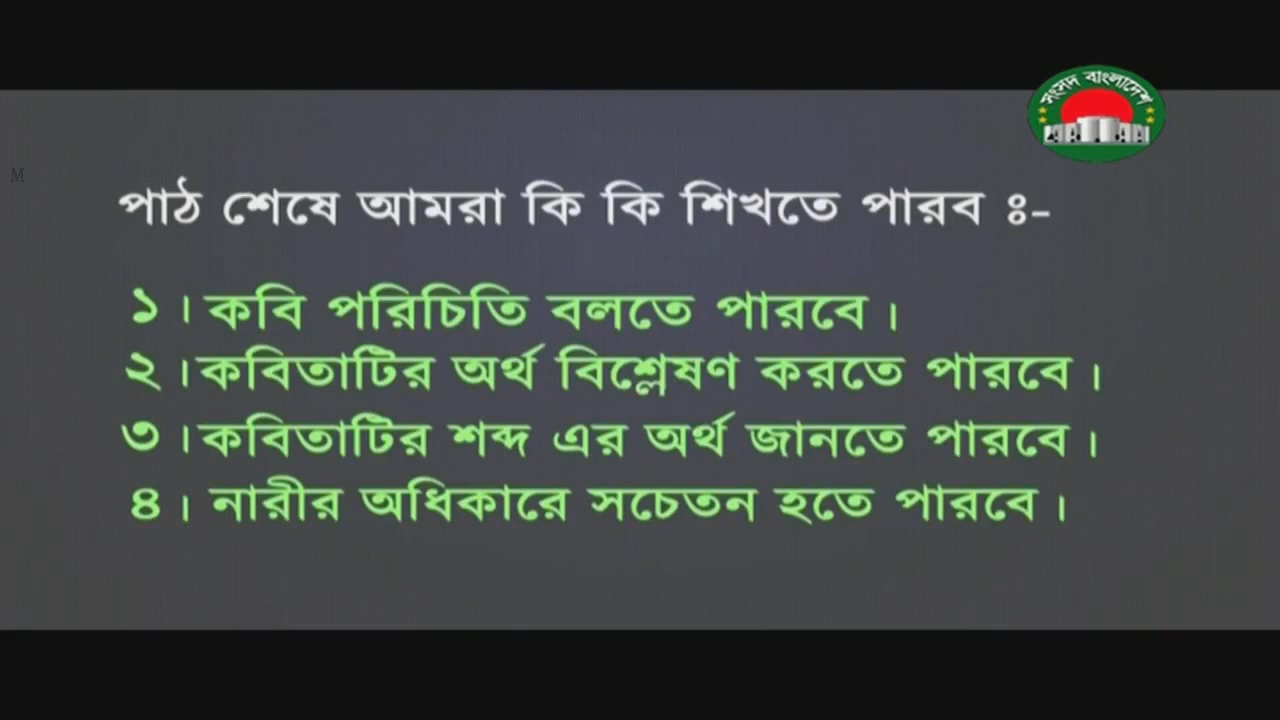 সংসদ বাংলাদেশ
M
পাঠ শেষে আমরা কি কি শিখতে পারব ঃ-
১। কবি পরিচিতি বলতে পারবে।
২।কবিতাটির অর্থ বিশ্লেষণ করতে পারবে।
৩।কবিতাটির শব্দ এর অর্থ জানতে পারবে।
৪। নারীর অধিকারে সচেতন হতে পারবে।